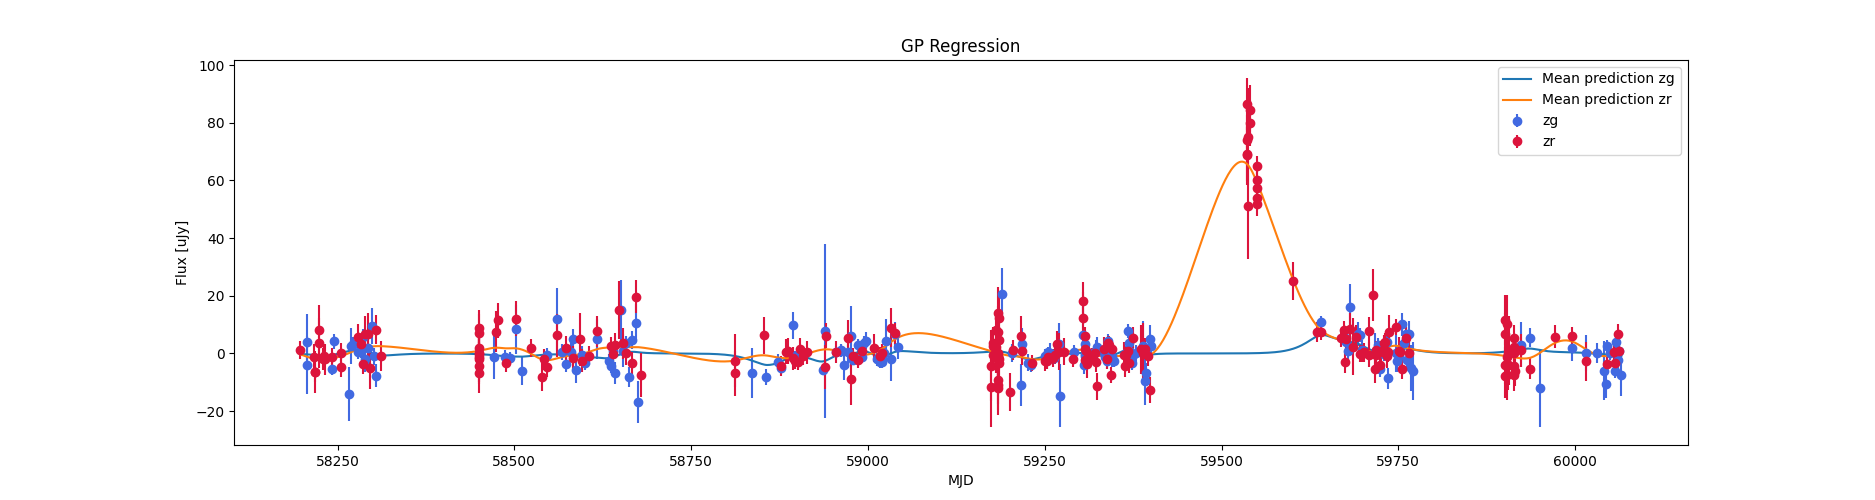 GP Regression
100
80
60
40
20
0
−20
Flux [uJy]
58250 58500 58750 59000 59250 59500 59750 60000
MJD
Mean prediction zg
Mean prediction zr
zg
zr